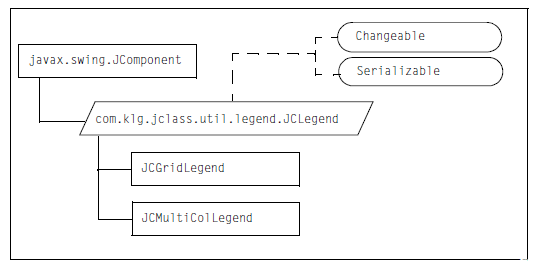 Changeable
javax.swing.JComponent
Serializable
com.klg.jclass.util.legend.JCLegend
JCGridLegend
JCMultiColLegend